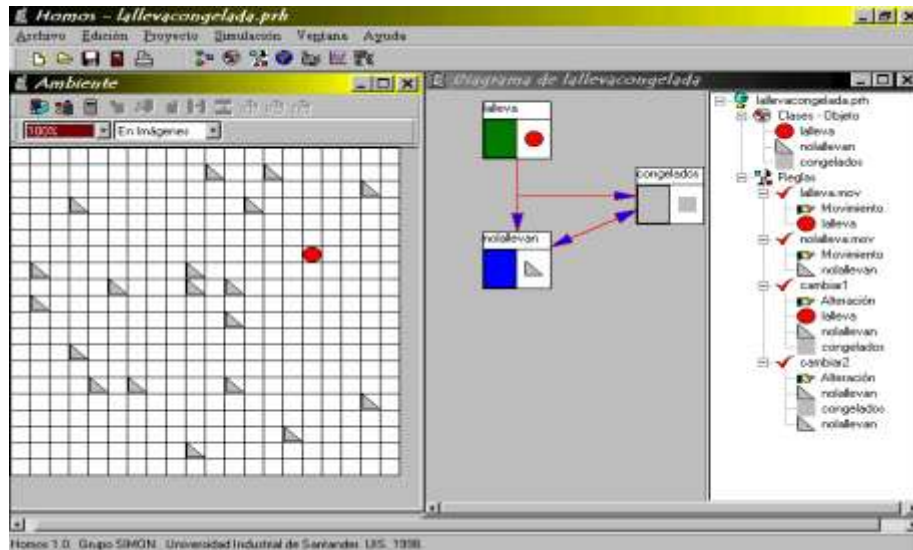 Homos - lallevacongelada.prh
Archivo Edición Proyecto Simulación Ventana Ayuda
Ambiente
100% En Imágenes
Diagrama de lallevacongelada
lalleva
congelados
nolallevan
lallevacongelada.prh
Clases - Objeto
lalleva
nolallevan
congelados
Reglas
lalleva.mov
Movimiento
lalleva
nolalleva.mov
Movimiento
nolallevan
cambiar1
Alteración
lalleva
nolallevan
congelados
cambiar2
Alteración
nolallevan
congelados
nolallevan
Homos 1.0. Grupo SIMON. Universidad Industrial de Santander. UIS. 1998.